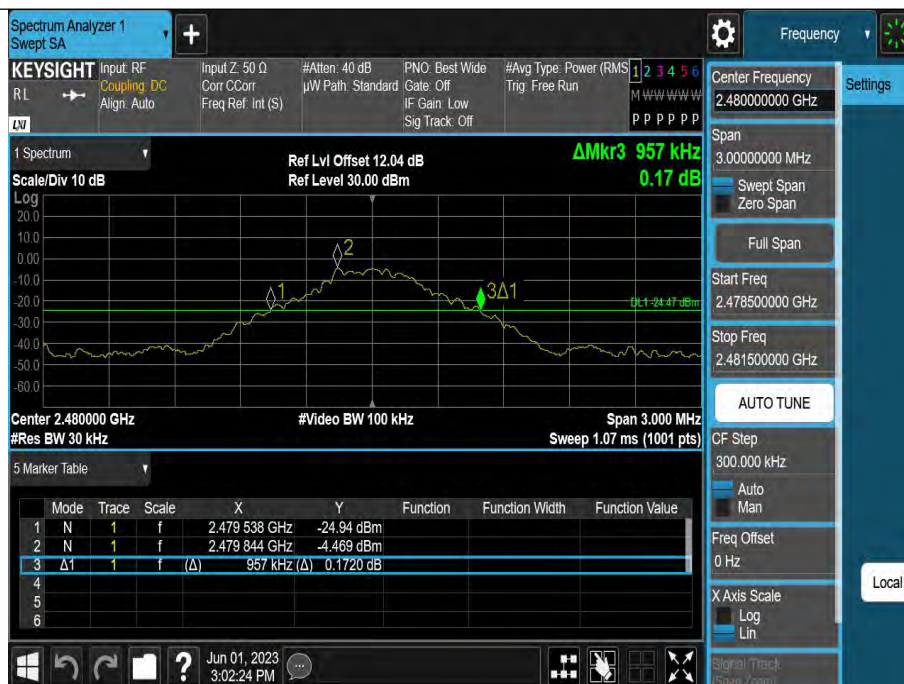 Spectrum Analyzer 1
Swept SA
+
Frequency
KEYSIGHT Input: RF Input Z: 50 Ω #Atten: 40 dB PNO: Best Wide #Avg Type: Power (RMS 1 2 3 4 5 6
RL Coupling: DC Corr CCorr µW Path: Standard Gate: Off Trig: Free Run M W W W W W
Align: Auto Freq Ref: Int (S) IF Gain: Low
LXI Sig Track: Off P P P P P P
1 Spectrum
Ref Lvl Offset 12.04 dB
ΔMkr3 957 kHz
Scale/Div 10 dB
Ref Level 30.00 dBm
0.17 dB
Log
20.0
10.0
0.00
-10.0
-20.0
-30.0
-40.0
-50.0
-60.0
1
2
3Δ1
DL1 -24.47 dBm
Center 2.480000 GHz #Video BW 100 kHz Span 3.000 MHz
#Res BW 30 kHz Sweep 1.07 ms (1001 pts)
5 Marker Table
Mode Trace Scale X Y Function Function Width Function Value
1 N 1 f 2.479 538 GHz -24.94 dBm
2 N 1 f 2.479 844 GHz -4.469 dBm
3 Δ1 1 f (Δ) 957 kHz (Δ) 0.1720 dB
4
5
6
Jun 01, 2023
3:02:24 PM
Center Frequency
2.480000000 GHz
Settings
Span
3.00000000 MHz
Swept Span
Zero Span
Full Span
Start Freq
2.478500000 GHz
Stop Freq
2.481500000 GHz
AUTO TUNE
CF Step
300.000 kHz
Auto
Man
Freq Offset
0 Hz
Local
X Axis Scale
Log
Lin
Signal Track
(Span Zoom)